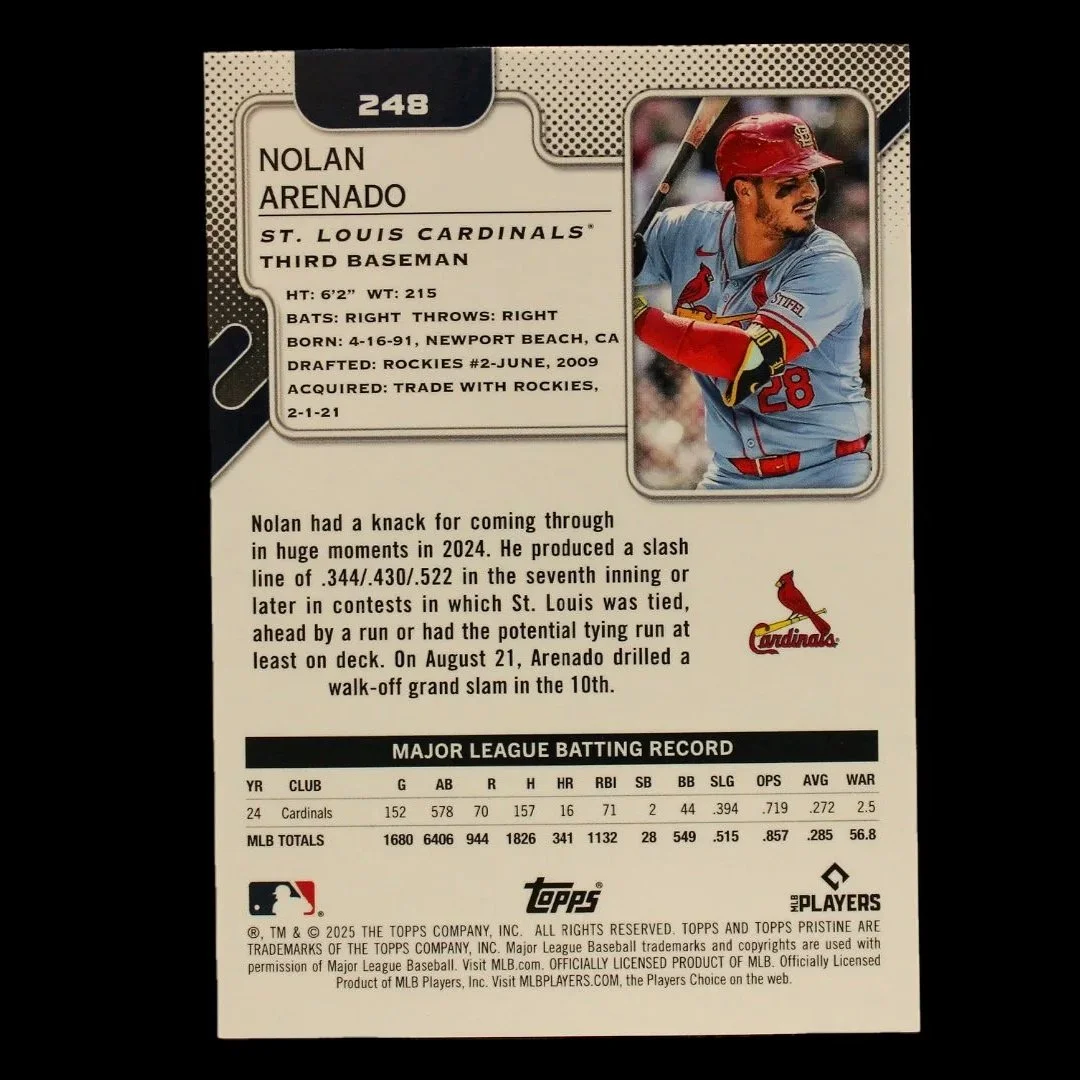 248
NOLAN
ARENADO
ST. LOUIS CARDINALS®
THIRD BASEMAN
HT: 6'2" WT: 215
BATS: RIGHT THROWS: RIGHT
BORN: 4-16-91, NEWPORT BEACH, CA
DRAFTED: ROCKIES #2-JUNE, 2009
ACQUIRED: TRADE WITH ROCKIES,
2-1-21
STL
STIFEL
28
Nolan had a knack for coming through
in huge moments in 2024. He produced a slash
line of .344/.430/.522 in the seventh inning or
later in contests in which St. Louis was tied,
ahead by a run or had the potential tying run at
least on deck. On August 21, Arenado drilled a
walk-off grand slam in the 10th.
Cardinals
MAJOR LEAGUE BATTING RECORD
YR CLUB G AB R H HR RBI SB BB SLG OPS AVG WAR
24 Cardinals 152 578 70 157 16 71 2 44 .394 .719 .272 2.5
MLB TOTALS 1680 6406 944 1826 341 1132 28 549 .515 .857 .285 56.8
Topps®
MLB PLAYERS
®, TM & © 2025 THE TOPPS COMPANY, INC. ALL RIGHTS RESERVED. TOPPS AND TOPPS PRISTINE ARE
TRADEMARKS OF THE TOPPS COMPANY, INC. Major League Baseball trademarks and copyrights are used with
permission of Major League Baseball. Visit MLB.com. OFFICIALLY LICENSED PRODUCT OF MLB. Officially Licensed
Product of MLB Players, Inc. Visit MLBPLAYERS.COM, the Players Choice on the web.